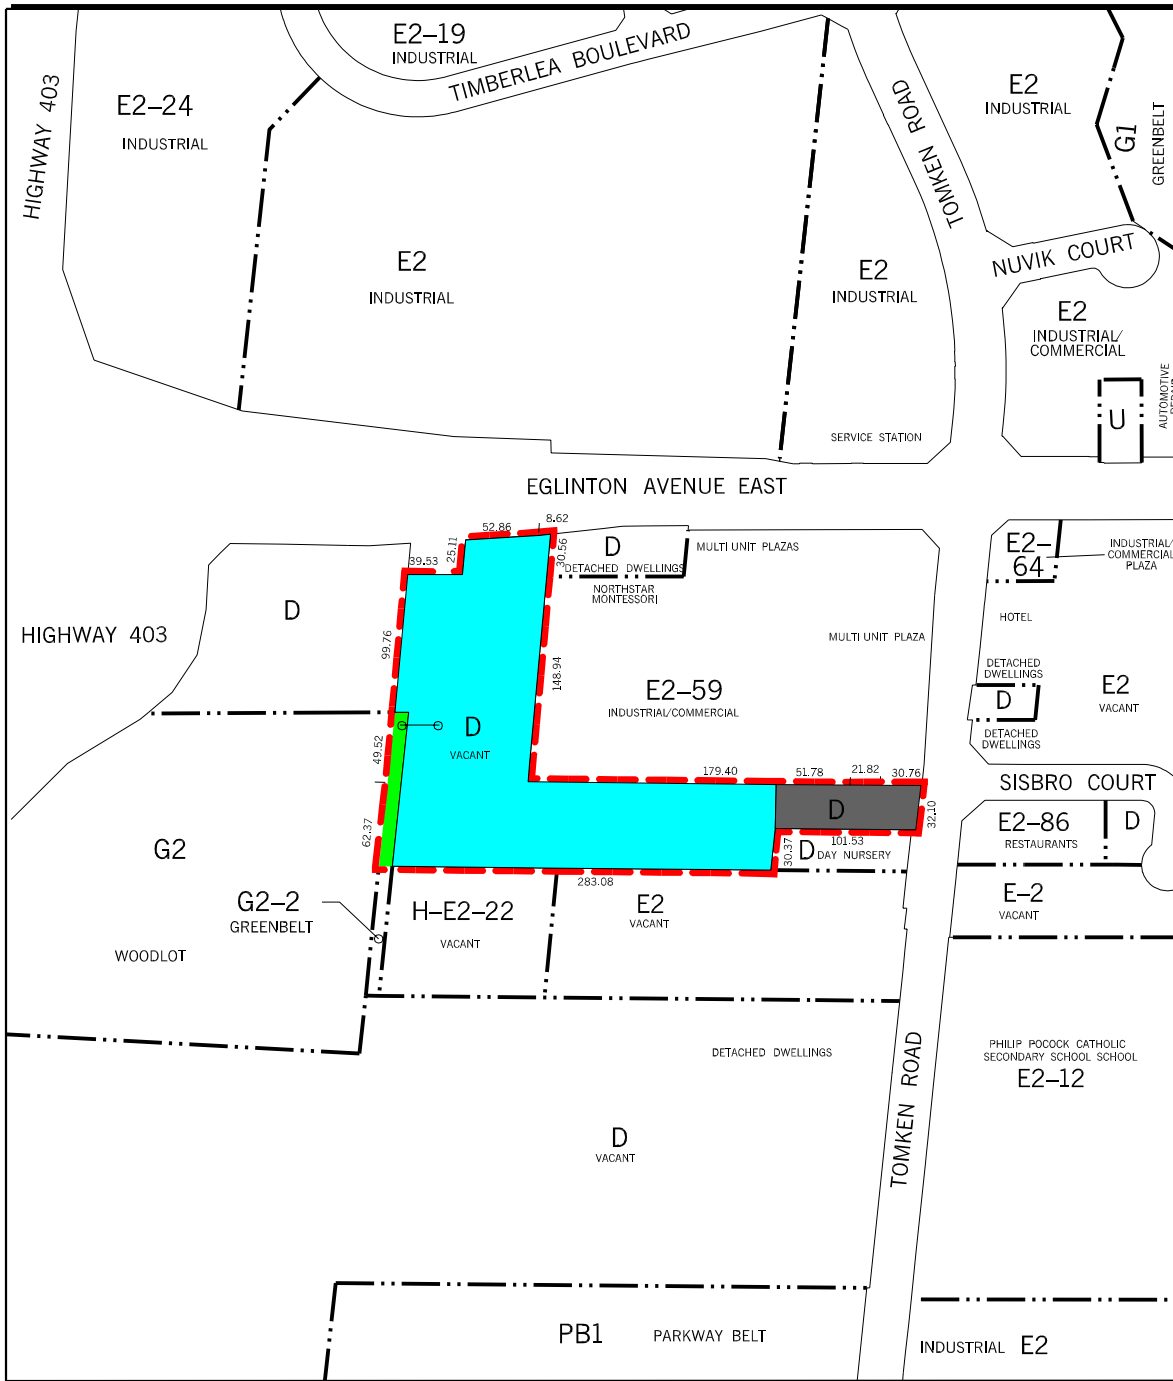 E2–19
INDUSTRIAL
TIMBERLEA BOULEVARD
HIGHWAY 403
E2–24
INDUSTRIAL
TOMKEN ROAD
E2
INDUSTRIAL
G1
GREENBELT
E2
INDUSTRIAL
E2
INDUSTRIAL
NUVIK COURT
E2
INDUSTRIAL/
COMMERCIAL
U
AUTOMOTIVE
SERVICE STATION
EGLINTON AVENUE EAST
52.86
8.62
25.11
30.56
39.53
D
DETACHED DWELLINGS
NORTHSTAR
MONTESSORI
MULTI UNIT PLAZAS
E2–
64
INDUSTRIAL/
COMMERCIAL
PLAZA
HOTEL
D
HIGHWAY 403
99.76
148.94
MULTI UNIT PLAZA
E2–59
INDUSTRIAL/COMMERCIAL
DETACHED
DWELLINGS
D
DETACHED
DWELLINGS
E2
VACANT
D
VACANT
49.52
62.37
179.40
51.78
21.82
30.76
32.10
SISBRO COURT
D
101.53
30.37
D
DAY NURSERY
E2–86
RESTAURANTS
D
G2
283.08
G2–2
GREENBELT
H–E2–22
VACANT
E2
VACANT
E–2
VACANT
WOODLOT
DETACHED DWELLINGS
TOMKEN ROAD
PHILIP POCOCK CATHOLIC
SECONDARY SCHOOL SCHOOL
E2–12
D
VACANT
PB1
PARKWAY BELT
INDUSTRIAL E2